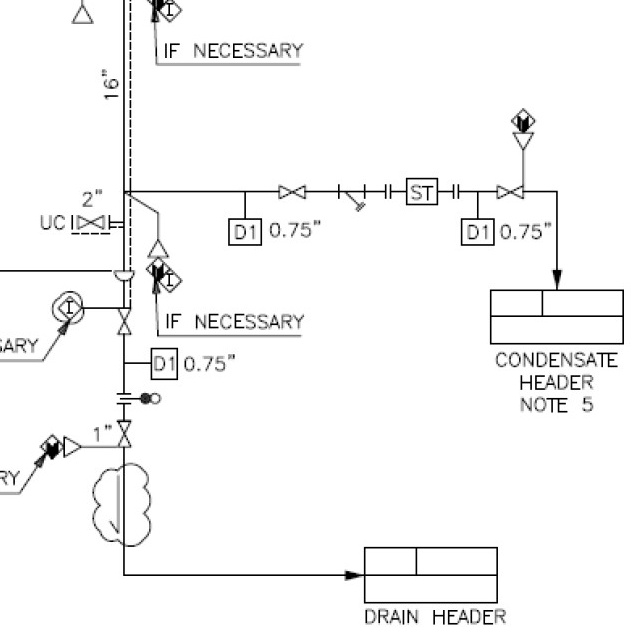 I
IF NECESSARY
16"
2"
UC
D1 0.75"
ST
D1 0.75"
I
IF NECESSARY
I
SARY
D1 0.75"
CONDENSATE
HEADER
NOTE 5
1"
RY
DRAIN HEADER